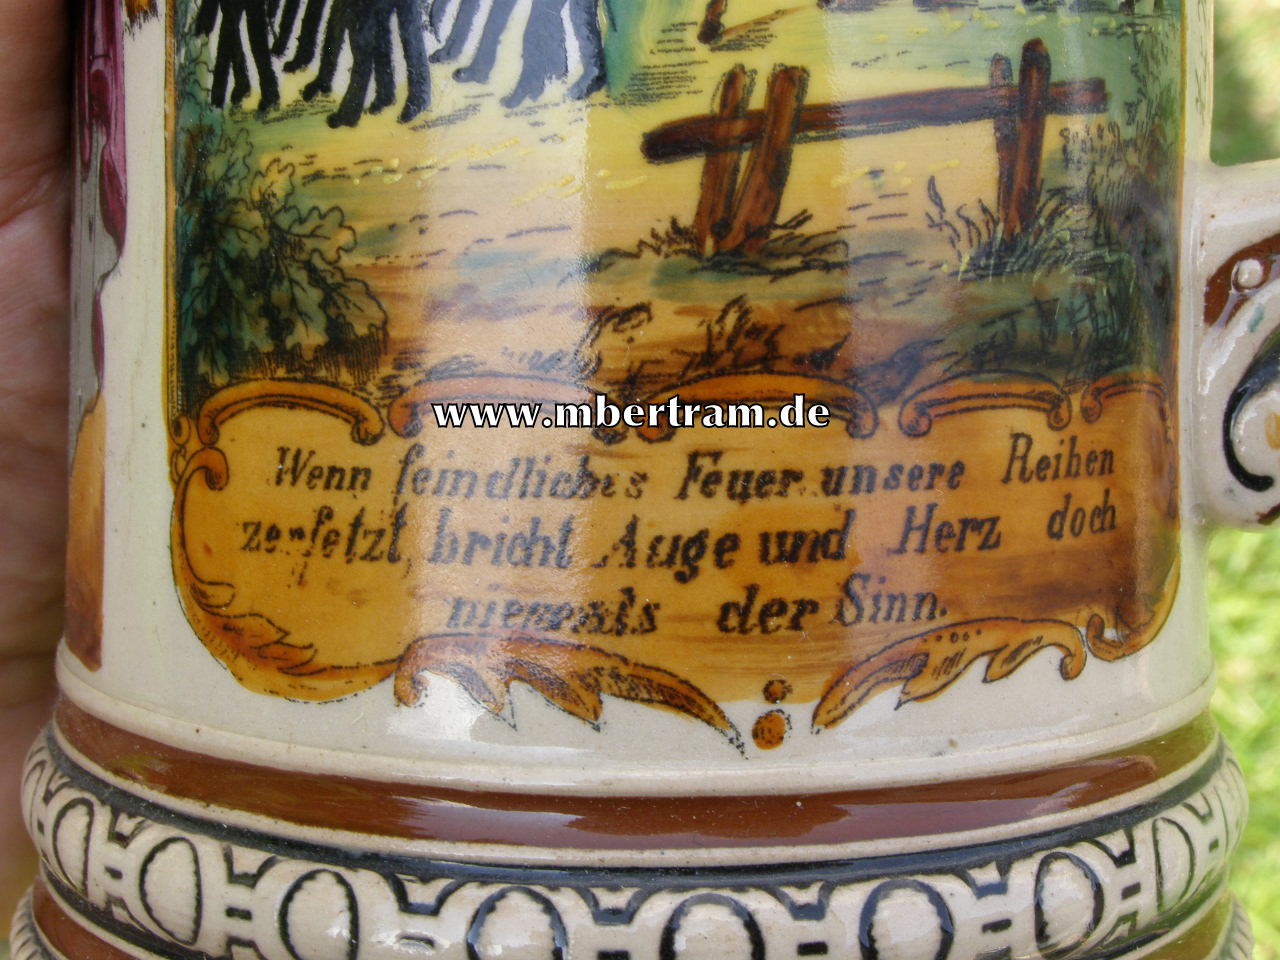 www.mbertram.de
Wenn feindliches Feuer unsere Reihen
zerfetzt, bricht Auge und Herz doch
niemals der Sinn.